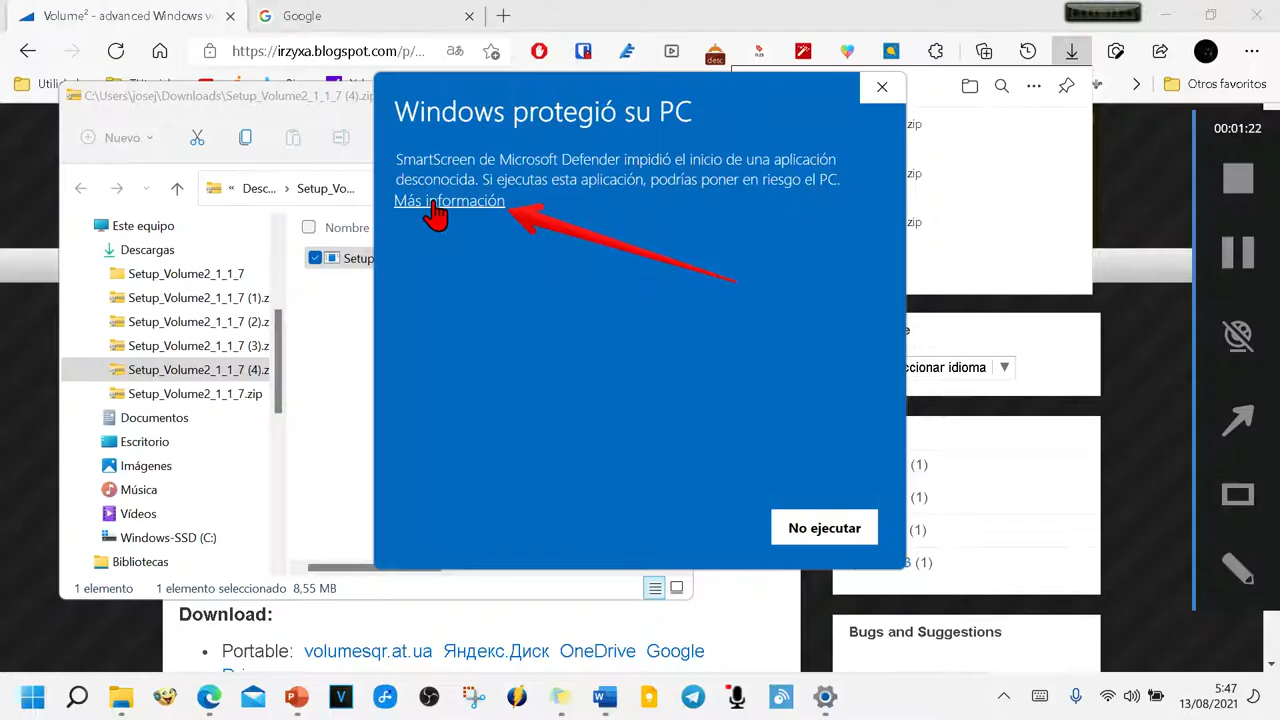 Volume² - advanced Windows v
Google
https://irzyxa.blogspot.com/p/...
desc
11.25
Utili
Otros favoritos
C:\Users\josej\Downloads\Setup_Volume2_1_1_7 (4).zip
Nuevo
Desc...
Setup_Vo...
Nombre
Setup
Este equipo
Descargas
Setup_Volume2_1_1_7
Setup_Volume2_1_1_7 (1).z
Setup_Volume2_1_1_7 (2).z
Setup_Volume2_1_1_7 (3).z
Setup_Volume2_1_1_7 (4).z
Setup_Volume2_1_1_7.zip
Documentos
Escritorio
Imágenes
Música
Vídeos
Windows-SSD (C:)
Bibliotecas
1 elemento
1 elemento seleccionado 8,55 MB
Windows protegió su PC
SmartScreen de Microsoft Defender impidió el inicio de una aplicación
desconocida. Si ejecutas esta aplicación, podrías poner en riesgo el PC.
Más información
No ejecutar
zip
zip
zip
00:01:22
e
ccionar idioma
(1)
(1)
(1)
(1)
Bugs and Suggestions
Download:
Portable: volumesqr.at.ua Яндекс.Диск OneDrive Google
5:47
13/08/2021